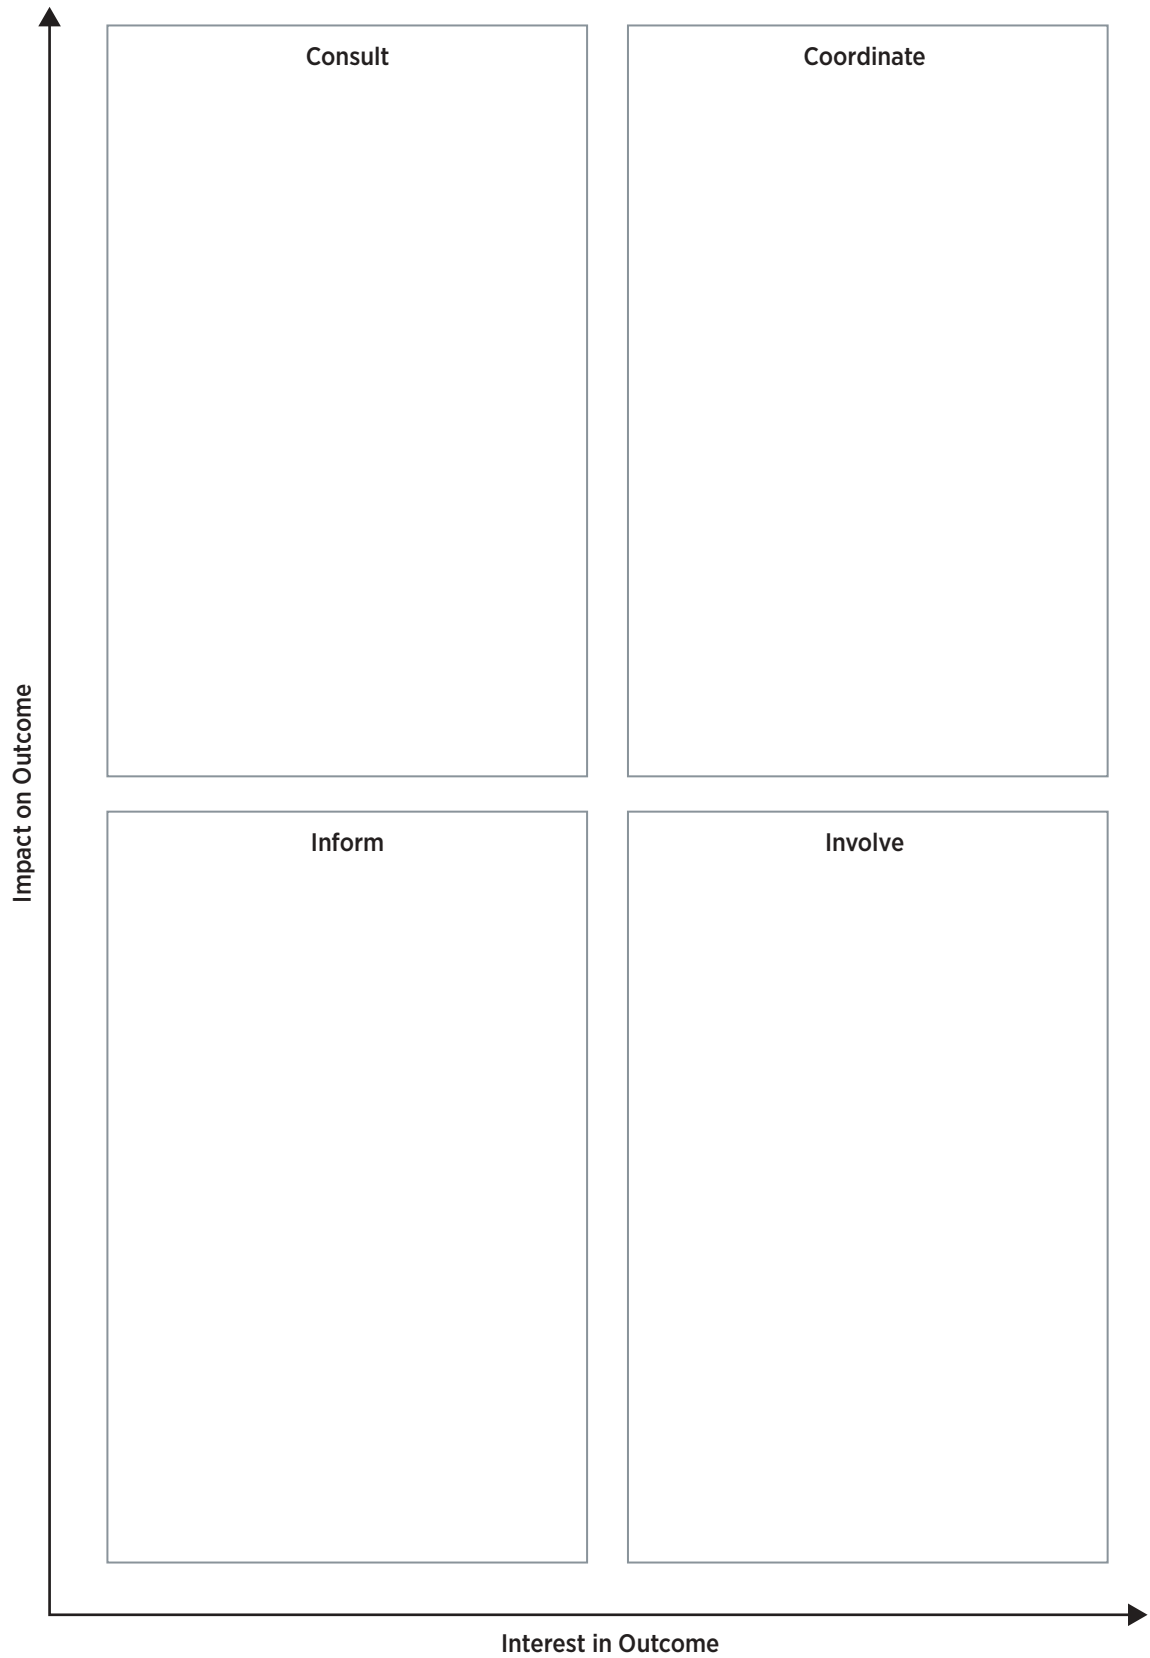 Consult
Coordinate
Impact on Outcome
Inform
Involve
Interest in Outcome